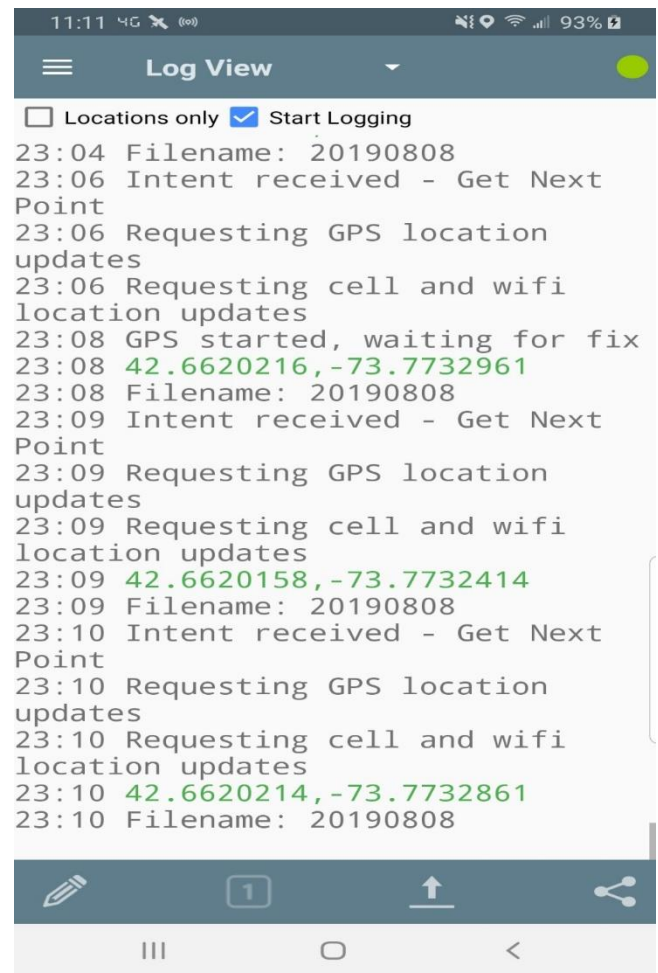 11:11 4G 93%
Log View
Locations only Start Logging
23:04 Filename: 20190808
23:06 Intent received - Get Next
Point
23:06 Requesting GPS location
updates
23:06 Requesting cell and wifi
location updates
23:08 GPS started, waiting for fix
23:08 42.6620216,-73.7732961
23:08 Filename: 20190808
23:09 Intent received - Get Next
Point
23:09 Requesting GPS location
updates
23:09 Requesting cell and wifi
location updates
23:09 42.6620158,-73.7732414
23:09 Filename: 20190808
23:10 Intent received - Get Next
Point
23:10 Requesting GPS location
updates
23:10 Requesting cell and wifi
location updates
23:10 42.6620214,-73.7732861
23:10 Filename: 20190808
1